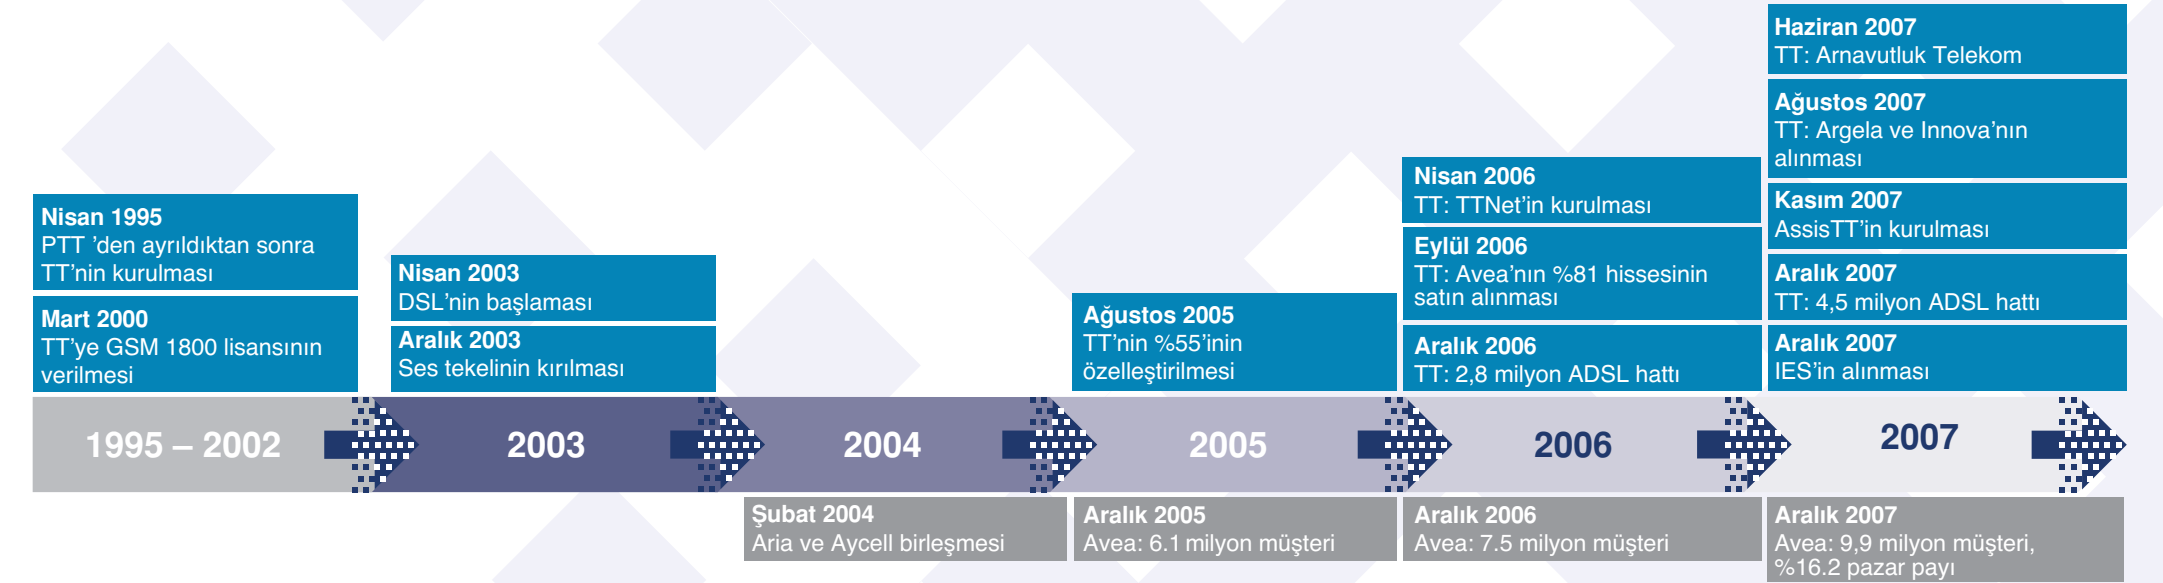 Nisan 1995
PTT 'den ayrıldıktan sonra
TT'nin kurulması
Mart 2000
TT'ye GSM 1800 lisansının
verilmesi
Nisan 2003
DSL'nin başlaması
Aralık 2003
Ses tekelinin kırılması
Ağustos 2005
TT'nin %55'inin
özelleştirilmesi
Nisan 2006
TT: TTNet'in kurulması
Eylül 2006
TT: Avea'nın %81 hissesinin
satın alınması
Aralık 2006
TT: 2,8 milyon ADSL hattı
Haziran 2007
TT: Arnavutluk Telekom
Ağustos 2007
TT: Argela ve Innova'nın
alınması
Kasım 2007
AssisTT'in kurulması
Aralık 2007
TT: 4,5 milyon ADSL hattı
Aralık 2007
IES'in alınması
1995 – 2002
2003
2004
2005
2006
2007
Şubat 2004
Aria ve Aycell birleşmesi
Aralık 2005
Avea: 6.1 milyon müşteri
Aralık 2006
Avea: 7.5 milyon müşteri
Aralık 2007
Avea: 9,9 milyon müşteri,
%16.2 pazar payı